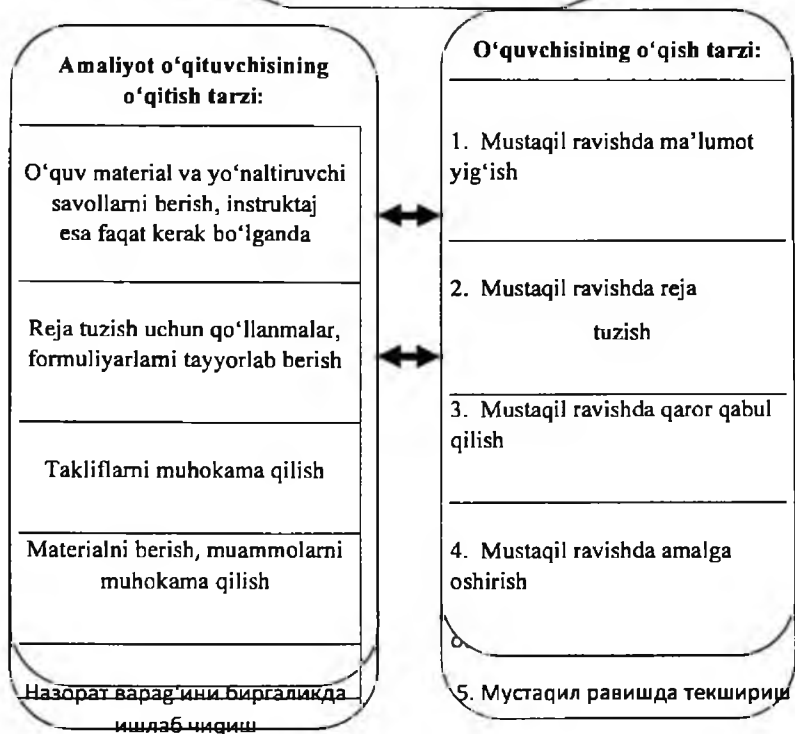 Amaliyot o‘qituvchisining
o‘qitish tarzi:
O‘quv material va yo‘naltiruvchi
savollarni berish, instruktaj
esa faqat kerak bo‘lganda
Reja tuzish uchun qo‘llanmalar,
formuliyarlarni tayyorlab berish
Takliflarni muhokama qilish
Materialni berish, muammolarni
muhokama qilish
Назорат варағ'ини биргаликда
ишлаб чиқиш
O‘quvchisining o‘qish tarzi:
1. Mustaqil ravishda ma’lumot
yig‘ish
2. Mustaqil ravishda reja
tuzish
3. Mustaqil ravishda qaror qabul
qilish
4. Mustaqil ravishda amalga
oshirish
5. Мустақил равишда текшириш